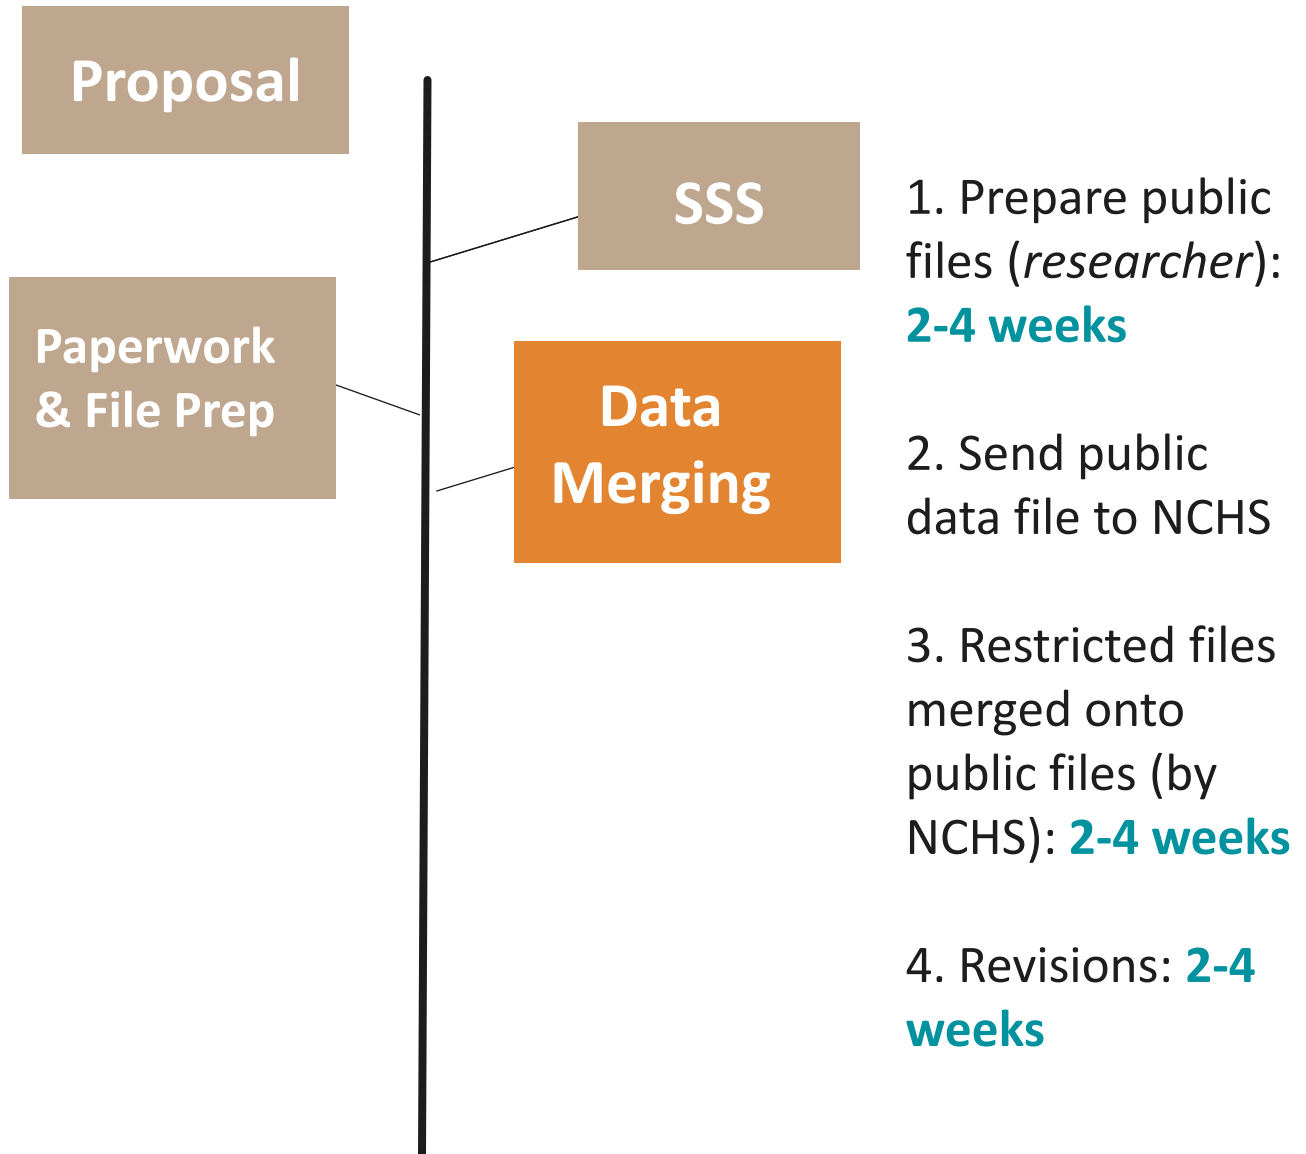 Proposal
SSS
Paperwork
& File Prep
Data
Merging
1. Prepare public
files (researcher):
2-4 weeks
2. Send public
data file to NCHS
3. Restricted files
merged onto
public files (by
NCHS): 2-4 weeks
4. Revisions: 2-4
weeks